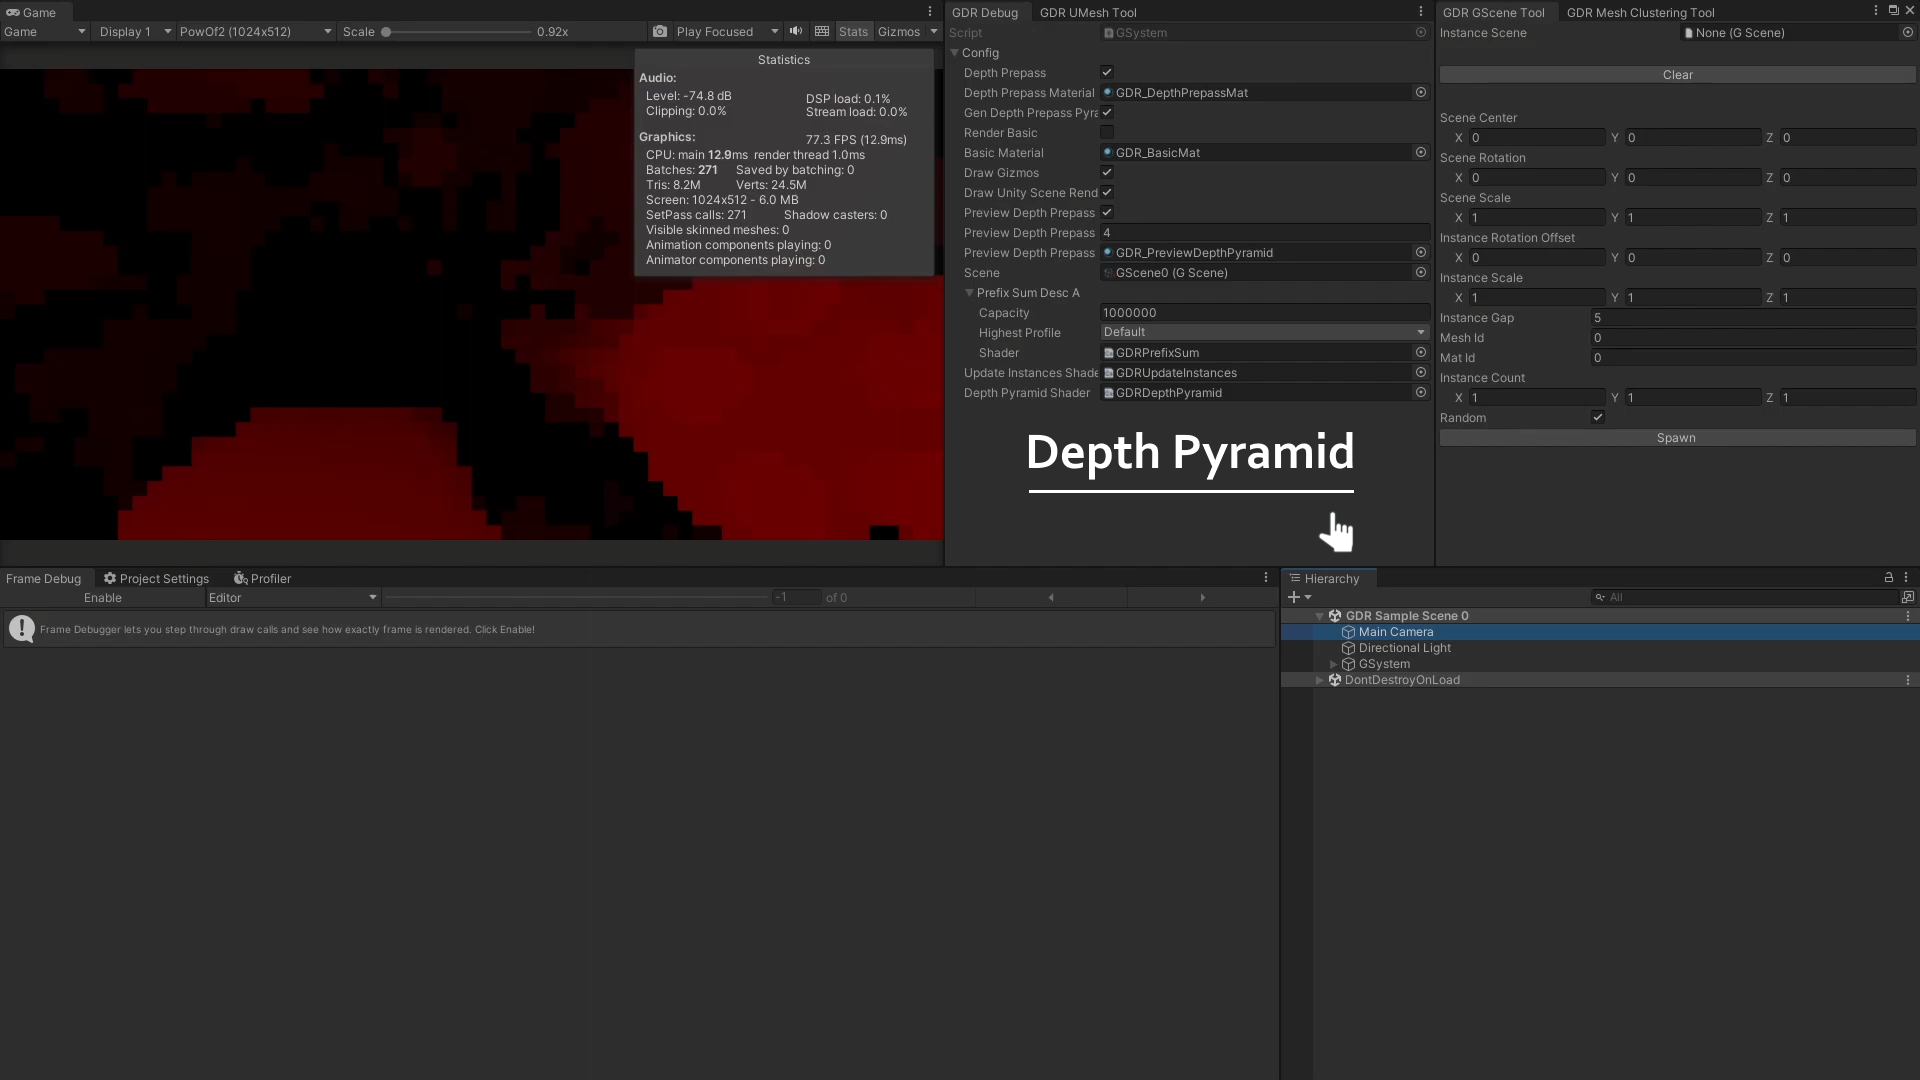 Game
GDR Debug
GDR UMesh Tool
GDR GScene Tool
GDR Mesh Clustering Tool
Game
Display 1
PowOf2 (1024x512)
Scale
0.92x
Play Focused
Stats
Gizmos
Statistics
Audio:
Level: -74.8 dB
DSP load: 0.1%
Clipping: 0.0%
Stream load: 0.0%
Graphics:
77.3 FPS (12.9ms)
CPU: main 12.9ms render thread 1.0ms
Batches: 271
Saved by batching: 0
Tris: 8.2M
Verts: 24.5M
Screen: 1024x512 - 6.0 MB
SetPass calls: 271
Shadow casters: 0
Visible skinned meshes: 0
Animation components playing: 0
Animator components playing: 0
Script
GSystem
Config
Depth Prepass
Depth Prepass Material
GDR_DepthPrepassMat
Gen Depth Prepass Pyra
Render Basic
Basic Material
GDR_BasicMat
Draw Gizmos
Draw Unity Scene Rend
Preview Depth Prepass
Preview Depth Prepass
4
Preview Depth Prepass
GDR_PreviewDepthPyramid
Scene
GScene0 (G Scene)
Prefix Sum Desc A
Capacity
1000000
Highest Profile
Default
Shader
GDRPrefixSum
Update Instances Shade
GDRUpdateInstances
Depth Pyramid Shader
GDRDepthPyramid
Depth Pyramid
Instance Scene
None (G Scene)
Clear
Scene Center
X 0 Y 0 Z 0
Scene Rotation
X 0 Y 0 Z 0
Scene Scale
X 1 Y 1 Z 1
Instance Rotation Offset
X 0 Y 0 Z 0
Instance Scale
X 1 Y 1 Z 1
Instance Gap
5
Mesh Id
0
Mat Id
0
Instance Count
X 1 Y 1 Z 1
Random
Spawn
Frame Debug
Project Settings
Profiler
Enable
Editor
-1
of 0
Frame Debugger lets you step through draw calls and see how exactly frame is rendered. Click Enable!
Hierarchy
All
GDR Sample Scene 0
Main Camera
Directional Light
GSystem
DontDestroyOnLoad